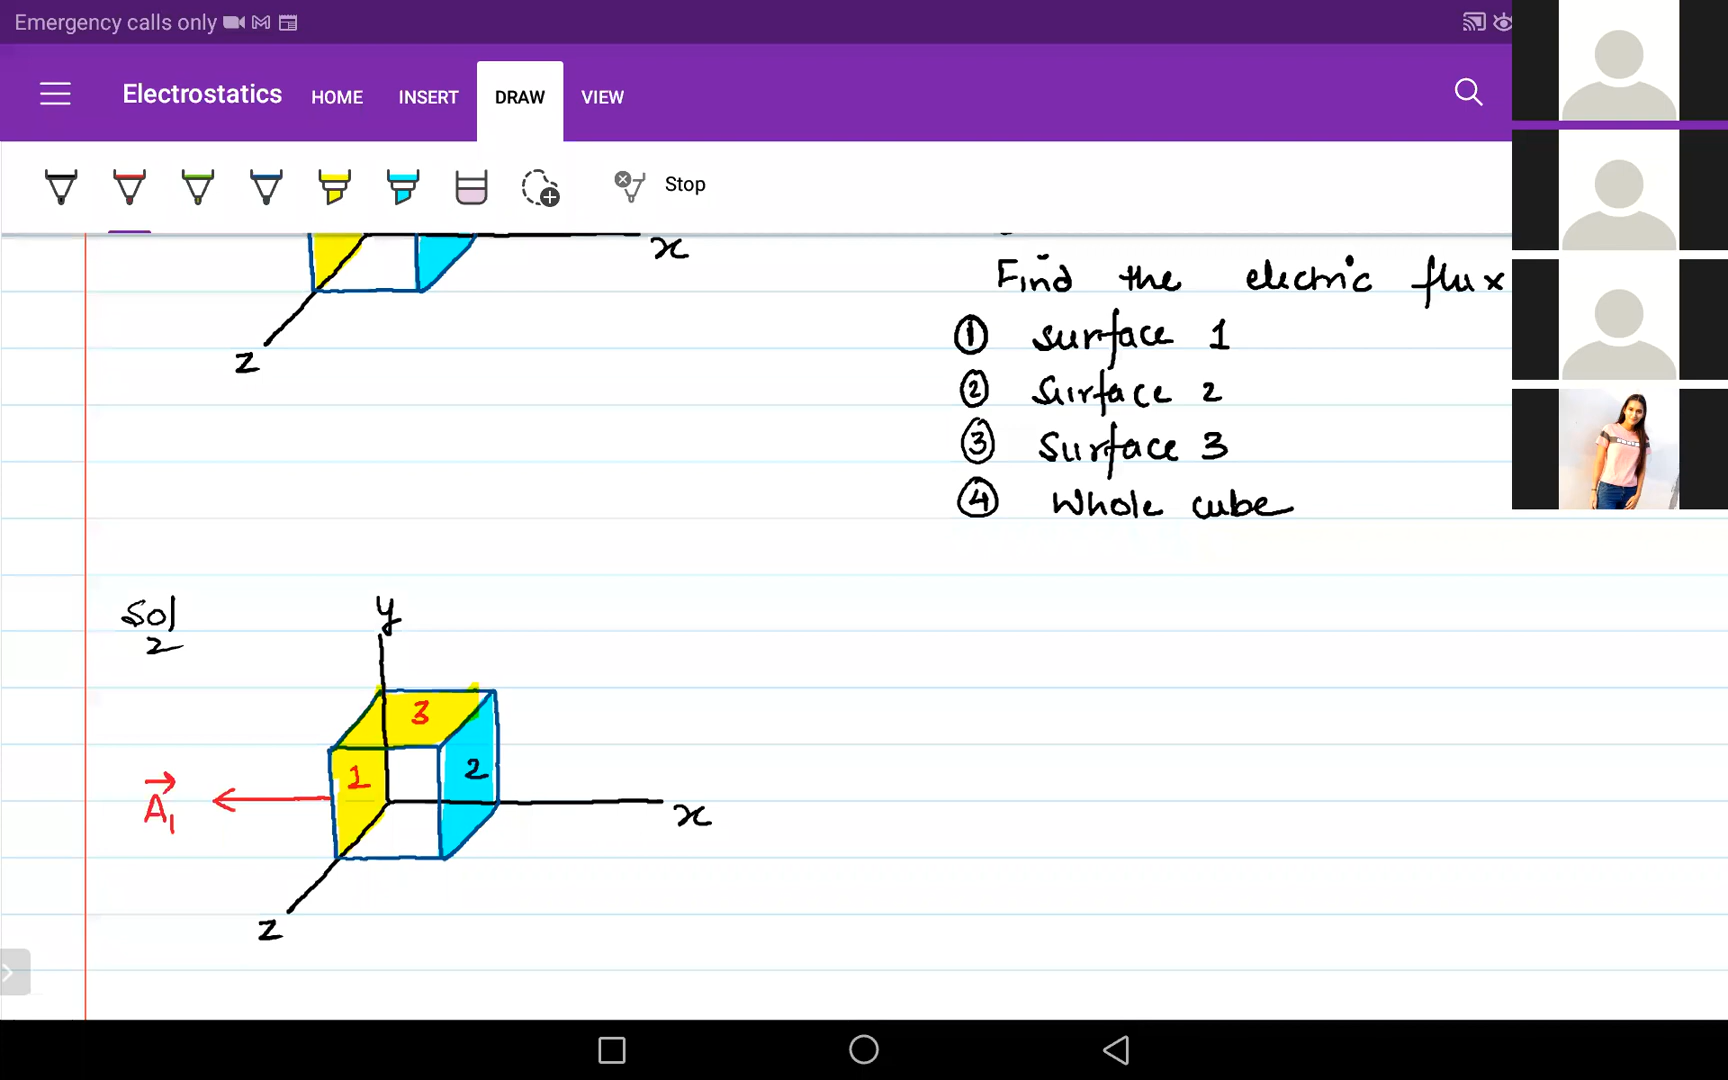 Emergency calls only
Electrostatics HOME INSERT DRAW VIEW
Stop
x
z
Find the electric flux
① surface 1
② surface 2
③ surface 3
④ Whole cube
Sol 2
y
3
1
2
A₁
x
z